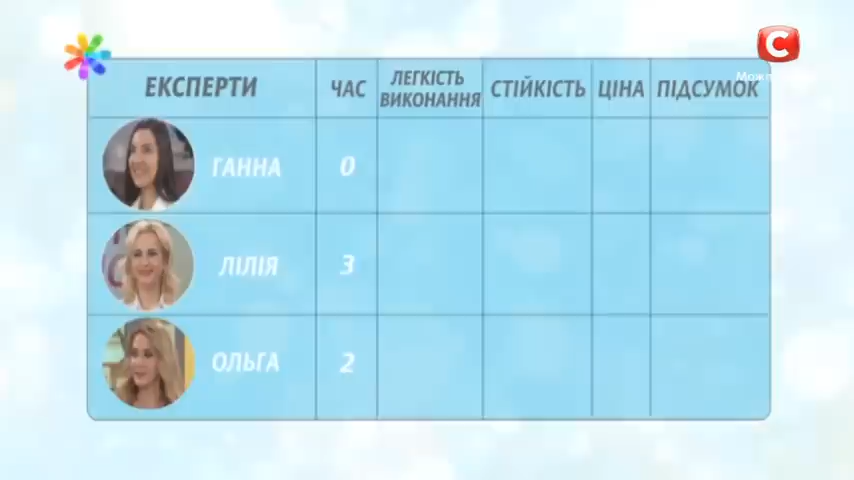 С
ЕКСПЕРТИ
ЧАС
ЛЕГКІСТЬ
ВИКОНАННЯ
СТІЙКІСТЬ
ЦІНА
ПІДСУМОК
ГАННА 0
ЛІЛІЯ 3
ОЛЬГА 2